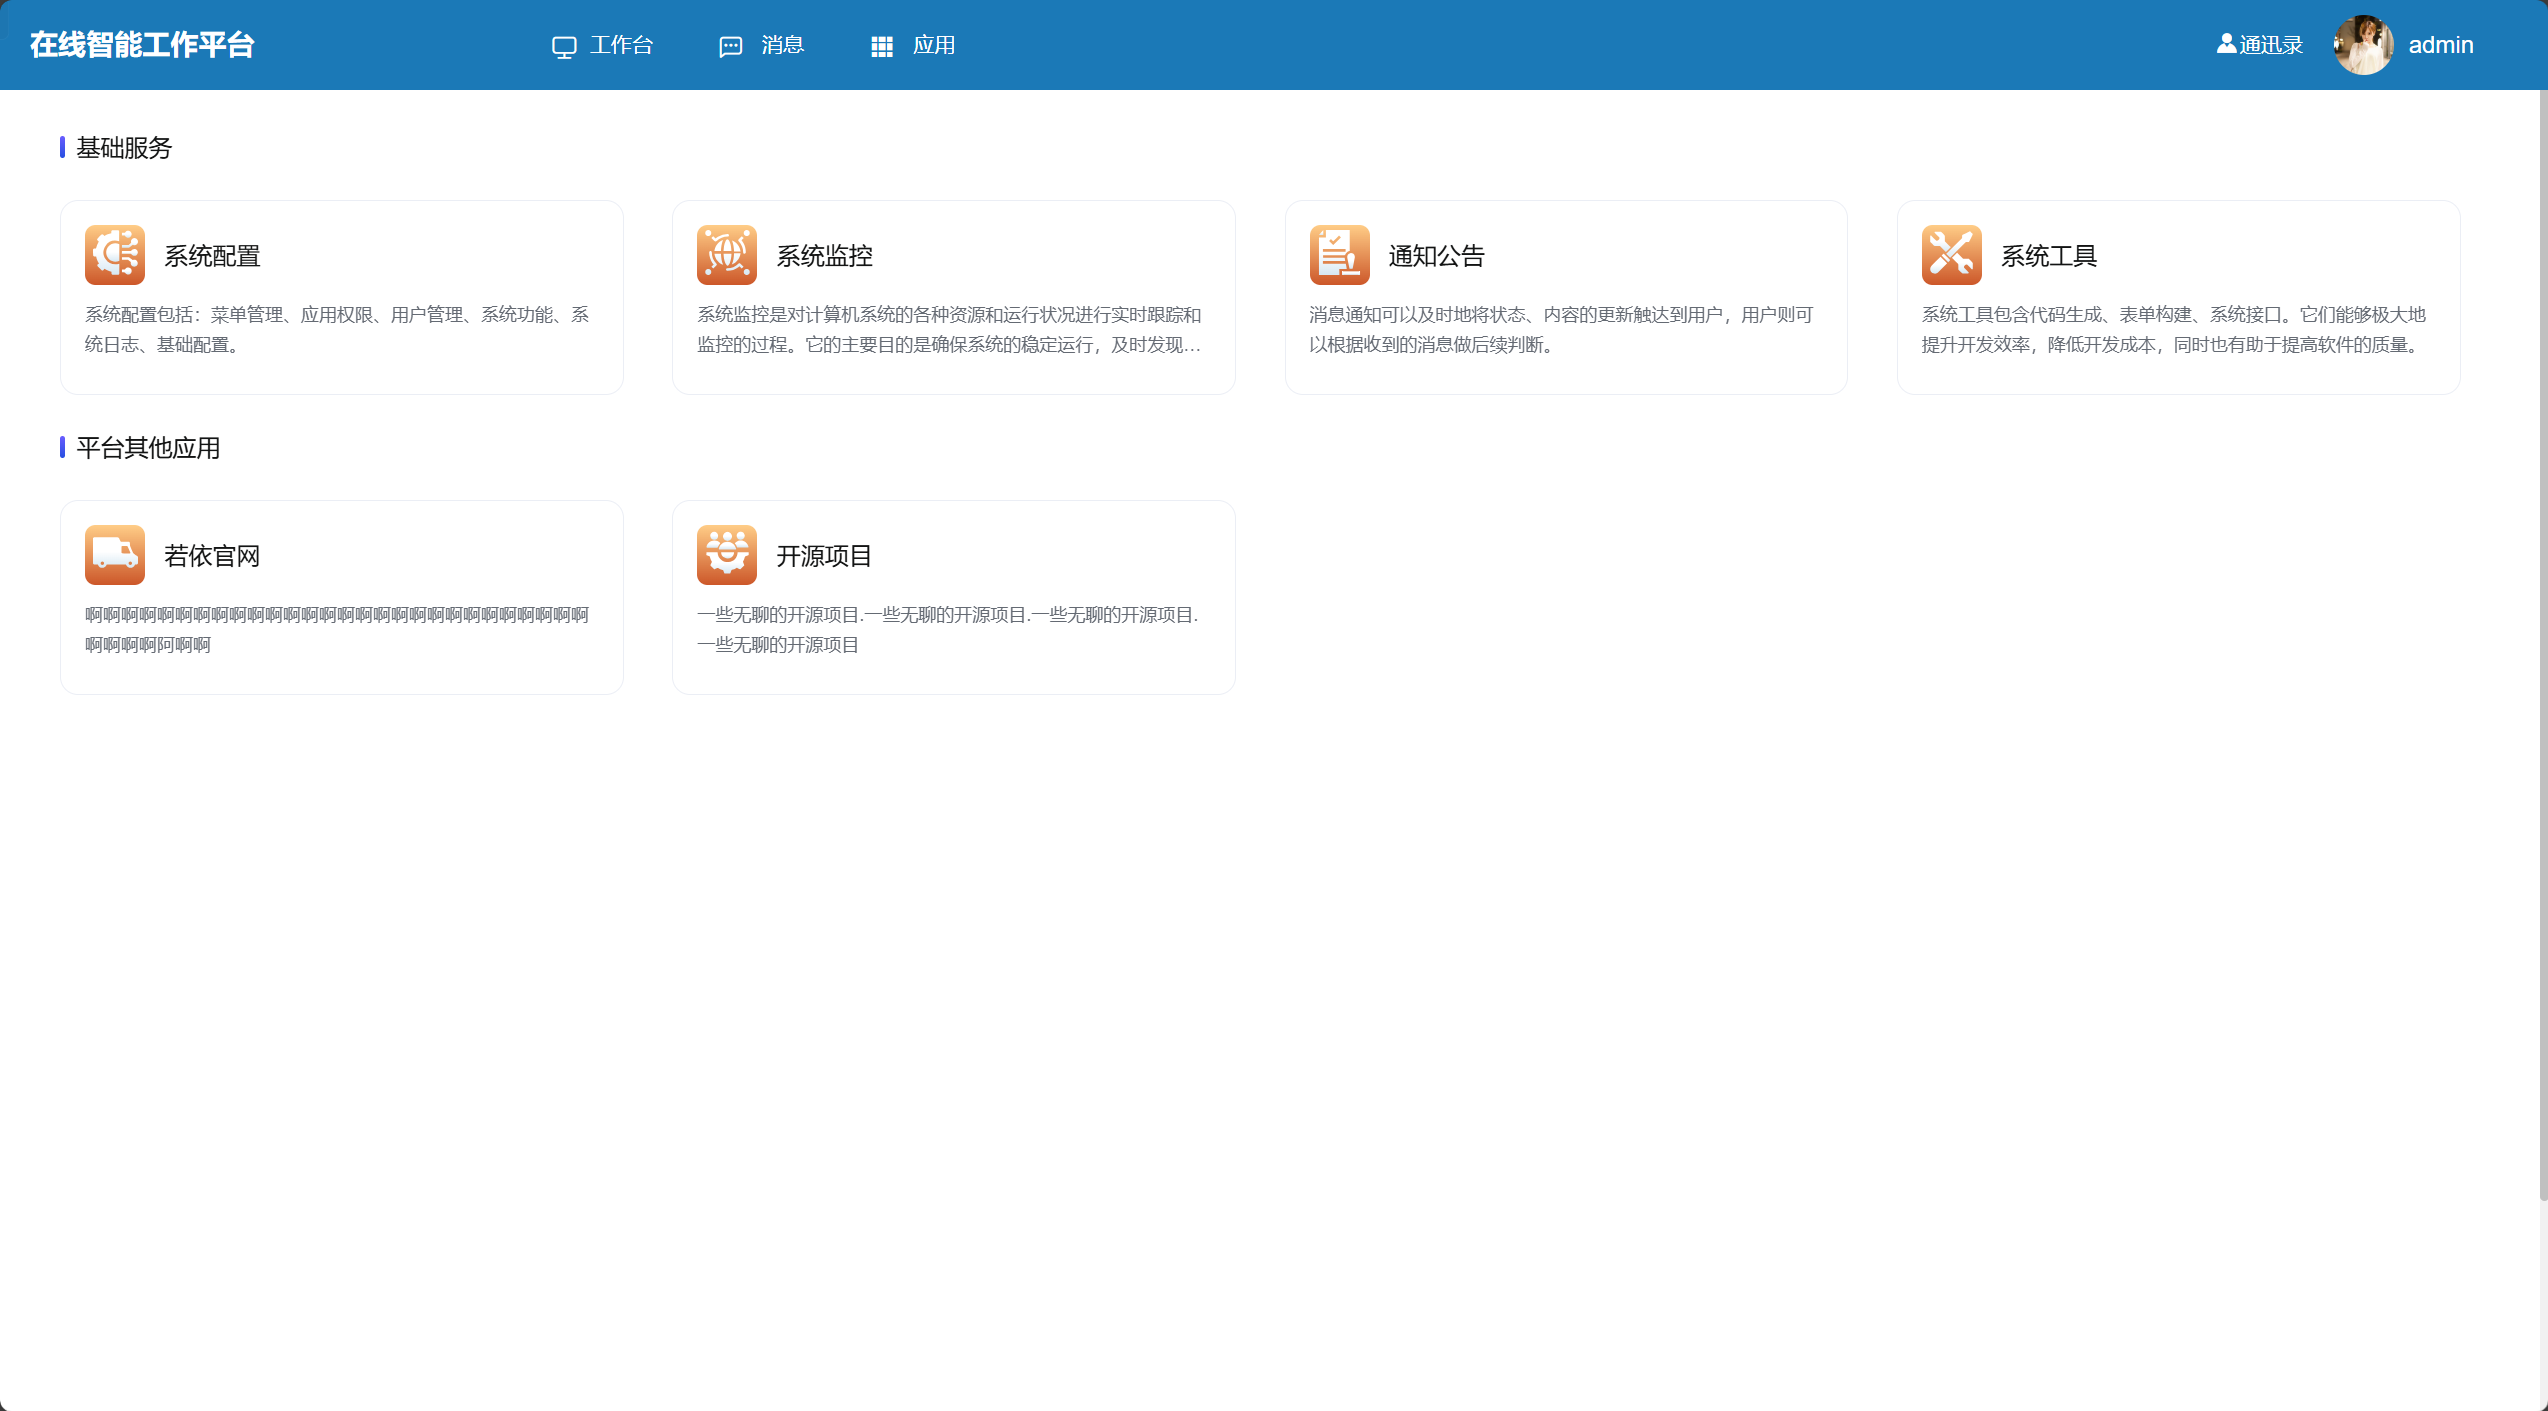 在线智能工作平台
工作台
消息
应用
通迅录
admin
基础服务
系统配置
系统配置包括：菜单管理、应用权限、用户管理、系统功能、系
统日志、基础配置。
系统监控
系统监控是对计算机系统的各种资源和运行状况进行实时跟踪和
监控的过程。它的主要目的是确保系统的稳定运行，及时发现...
通知公告
消息通知可以及时地将状态、内容的更新触达到用户，用户则可
以根据收到的消息做后续判断。
系统工具
系统工具包含代码生成、表单构建、系统接口。它们能够极大地
提升开发效率，降低开发成本，同时也有助于提高软件的质量。
平台其他应用
若依官网
啊啊啊啊啊啊啊啊啊啊啊啊啊啊啊啊啊啊啊啊啊啊啊啊啊啊啊啊
啊啊啊啊阿啊啊
开源项目
一些无聊的开源项目.一些无聊的开源项目.一些无聊的开源项目.
一些无聊的开源项目